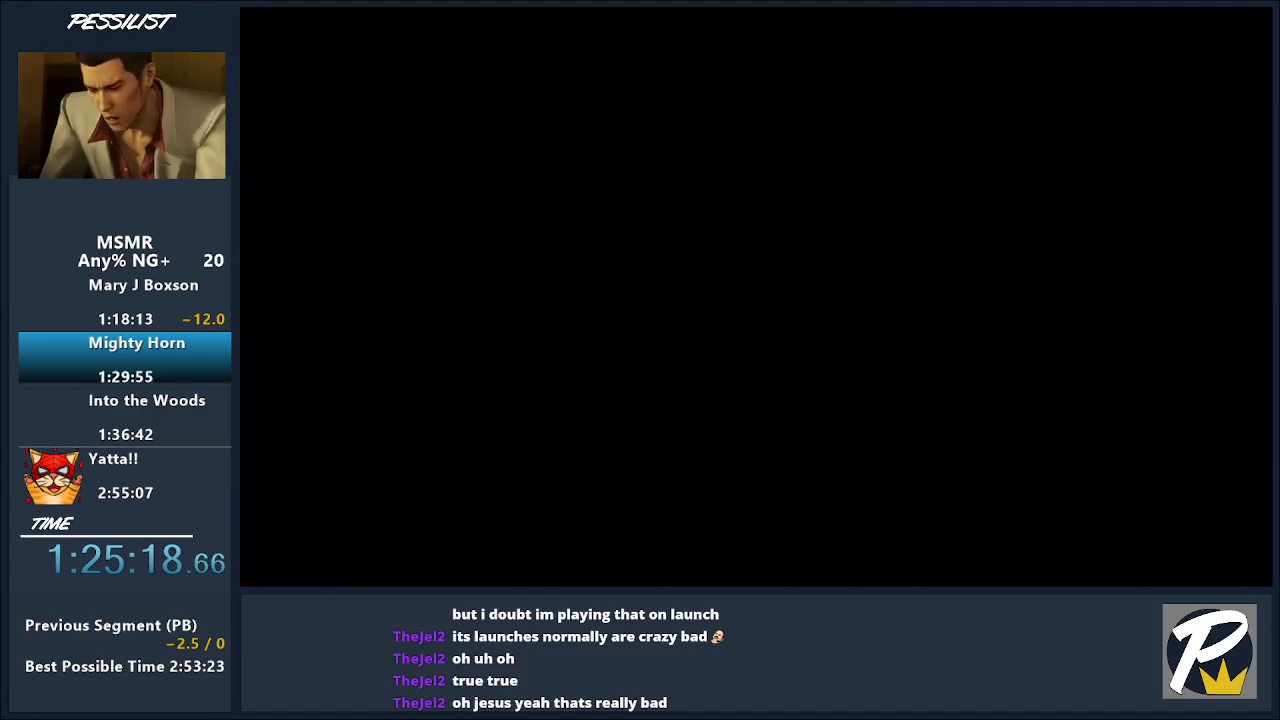 PESSILIST
MSMR
Any% NG+ 20
Mary J Boxson
1:18:13 −12.0
Mighty Horn
1:29:55
Into the Woods
1:36:42
Yatta!!
2:55:07
TIME
1:25:18.66
Previous Segment (PB)
−2.5 / 0
Best Possible Time 2:53:23
but i doubt im playing that on launch
TheJel2 its launches normally are crazy bad
TheJel2 oh uh oh
TheJel2 true true
TheJel2 oh jesus yeah thats really bad
P